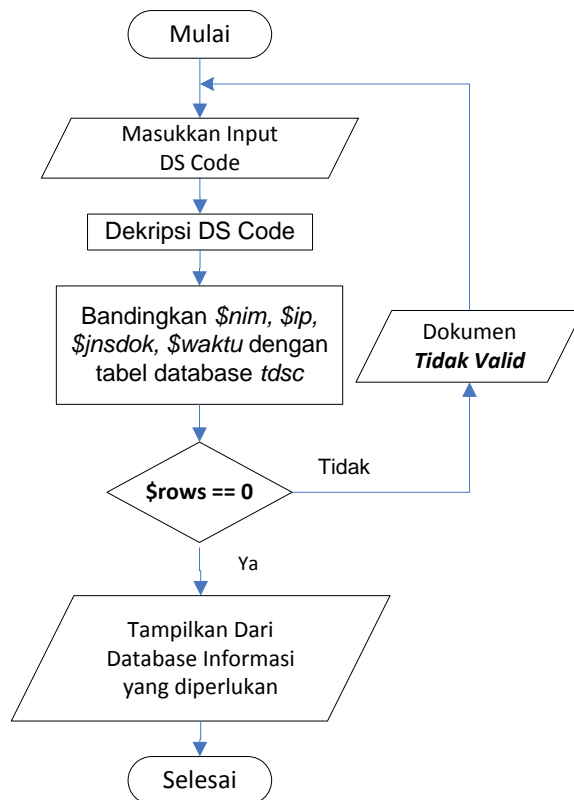 Mulai
Masukkan Input
DS Code
Dekripsi DS Code
Bandingkan $nim, $ip,
$jnsdok, $waktu dengan
tabel database tdsc
Dokumen
Tidak Valid
Tidak
$rows == 0
Ya
Tampilkan Dari
Database Informasi
yang diperlukan
Selesai